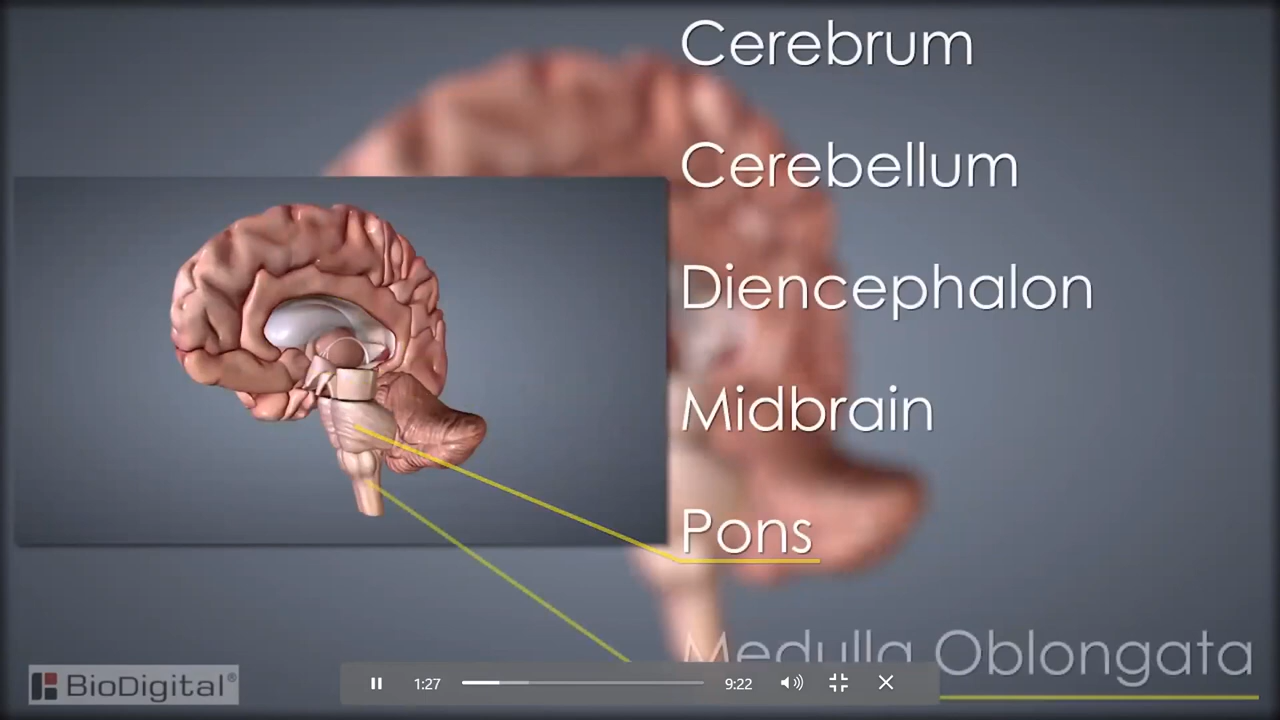 Cerebrum
Cerebellum
Diencephalon
Midbrain
Pons
Medulla Oblongata
BioDigital®
1:27
9:22